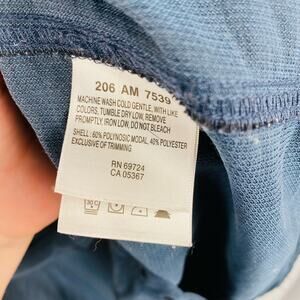 206 AM 7539
MACHINE WASH COLD GENTLE, WITH LIKE
COLORS, TUMBLE DRY LOW, REMOVE
PROMPTLY, IRON LOW, DO NOT BLEACH
SHELL: 60% POLYNOSIC MODAL, 40% POLYESTER
EXCLUSIVE OF TRIMMING
RN 69724
CA 05367
30°C